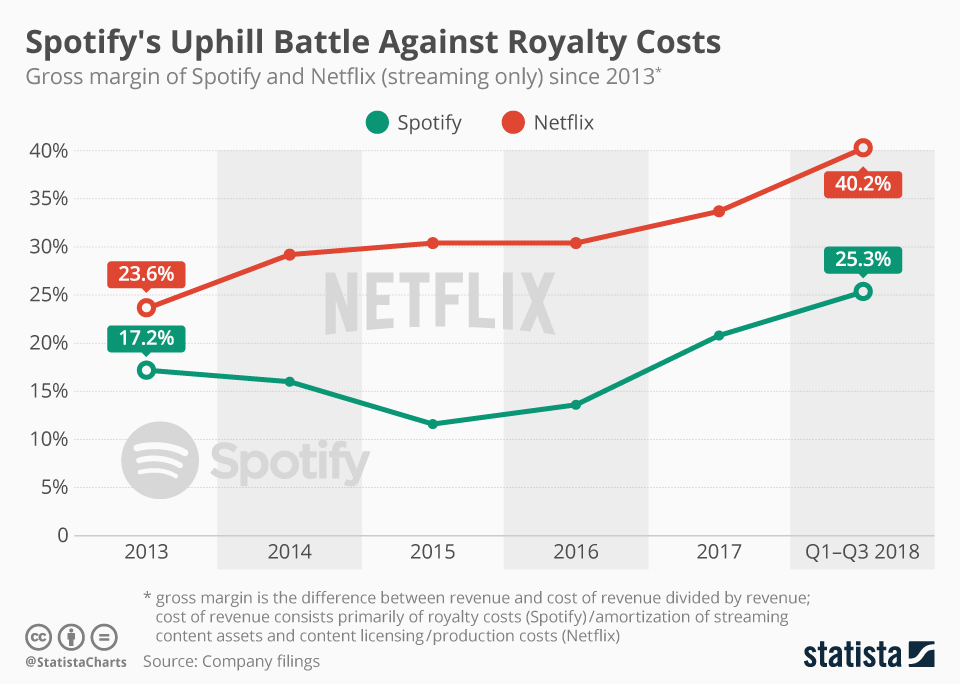 Spotify's Uphill Battle Against Royalty Costs
Gross margin of Spotify and Netflix (streaming only) since 2013*
Spotify
Netflix
40%
35%
30%
25%
20%
15%
10%
5%
0
40.2%
25.3%
23.6%
17.2%
NETFLIX
Spotify
2013
2014
2015
2016
2017
Q1–Q3 2018
* gross margin is the difference between revenue and cost of revenue divided by revenue;
cost of revenue consists primarily of royalty costs (Spotify)/amortization of streaming
content assets and content licensing/production costs (Netflix)
cc
@StatistaCharts
Source: Company filings
statista